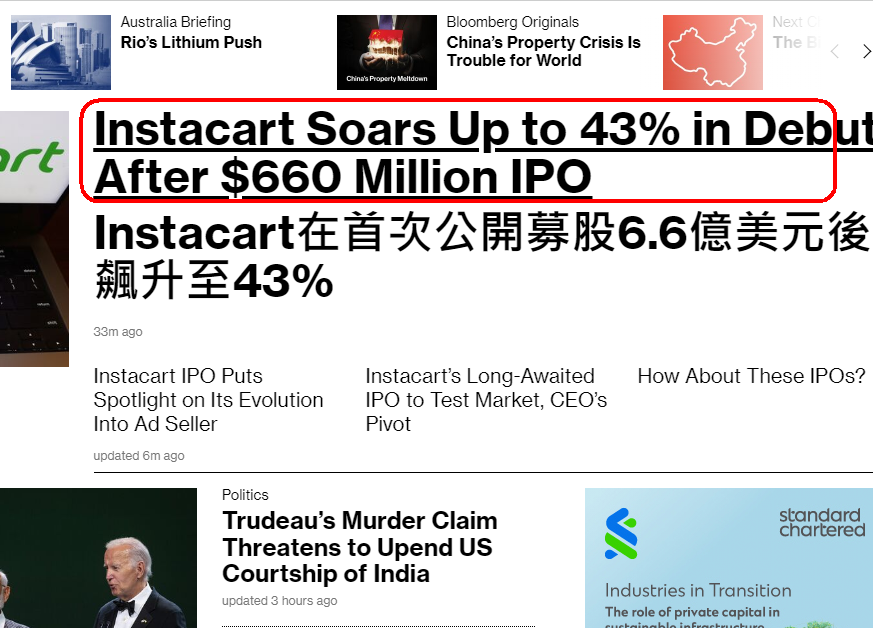 Australia Briefing
Rio's Lithium Push
Bloomberg Originals
China's Property Crisis Is
Trouble for World
China's Property Meltdown
Next
The
art
Instacart Soars Up to 43% in Debut
After $660 Million IPO
Instacart在首次公開募股6.6億美元後
飆升至43%
33m ago
Instacart IPO Puts
Spotlight on Its Evolution
Into Ad Seller
updated 6m ago
Instacart's Long-Awaited
IPO to Test Market, CEO's
Pivot
How About These IPOs?
Politics
Trudeau's Murder Claim
Threatens to Upend US
Courtship of India
updated 3 hours ago
standard
chartered
Industries in Transition
The role of private capital in
sustainable infrastructure